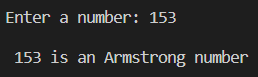 Enter a number: 153
153 is an Armstrong number